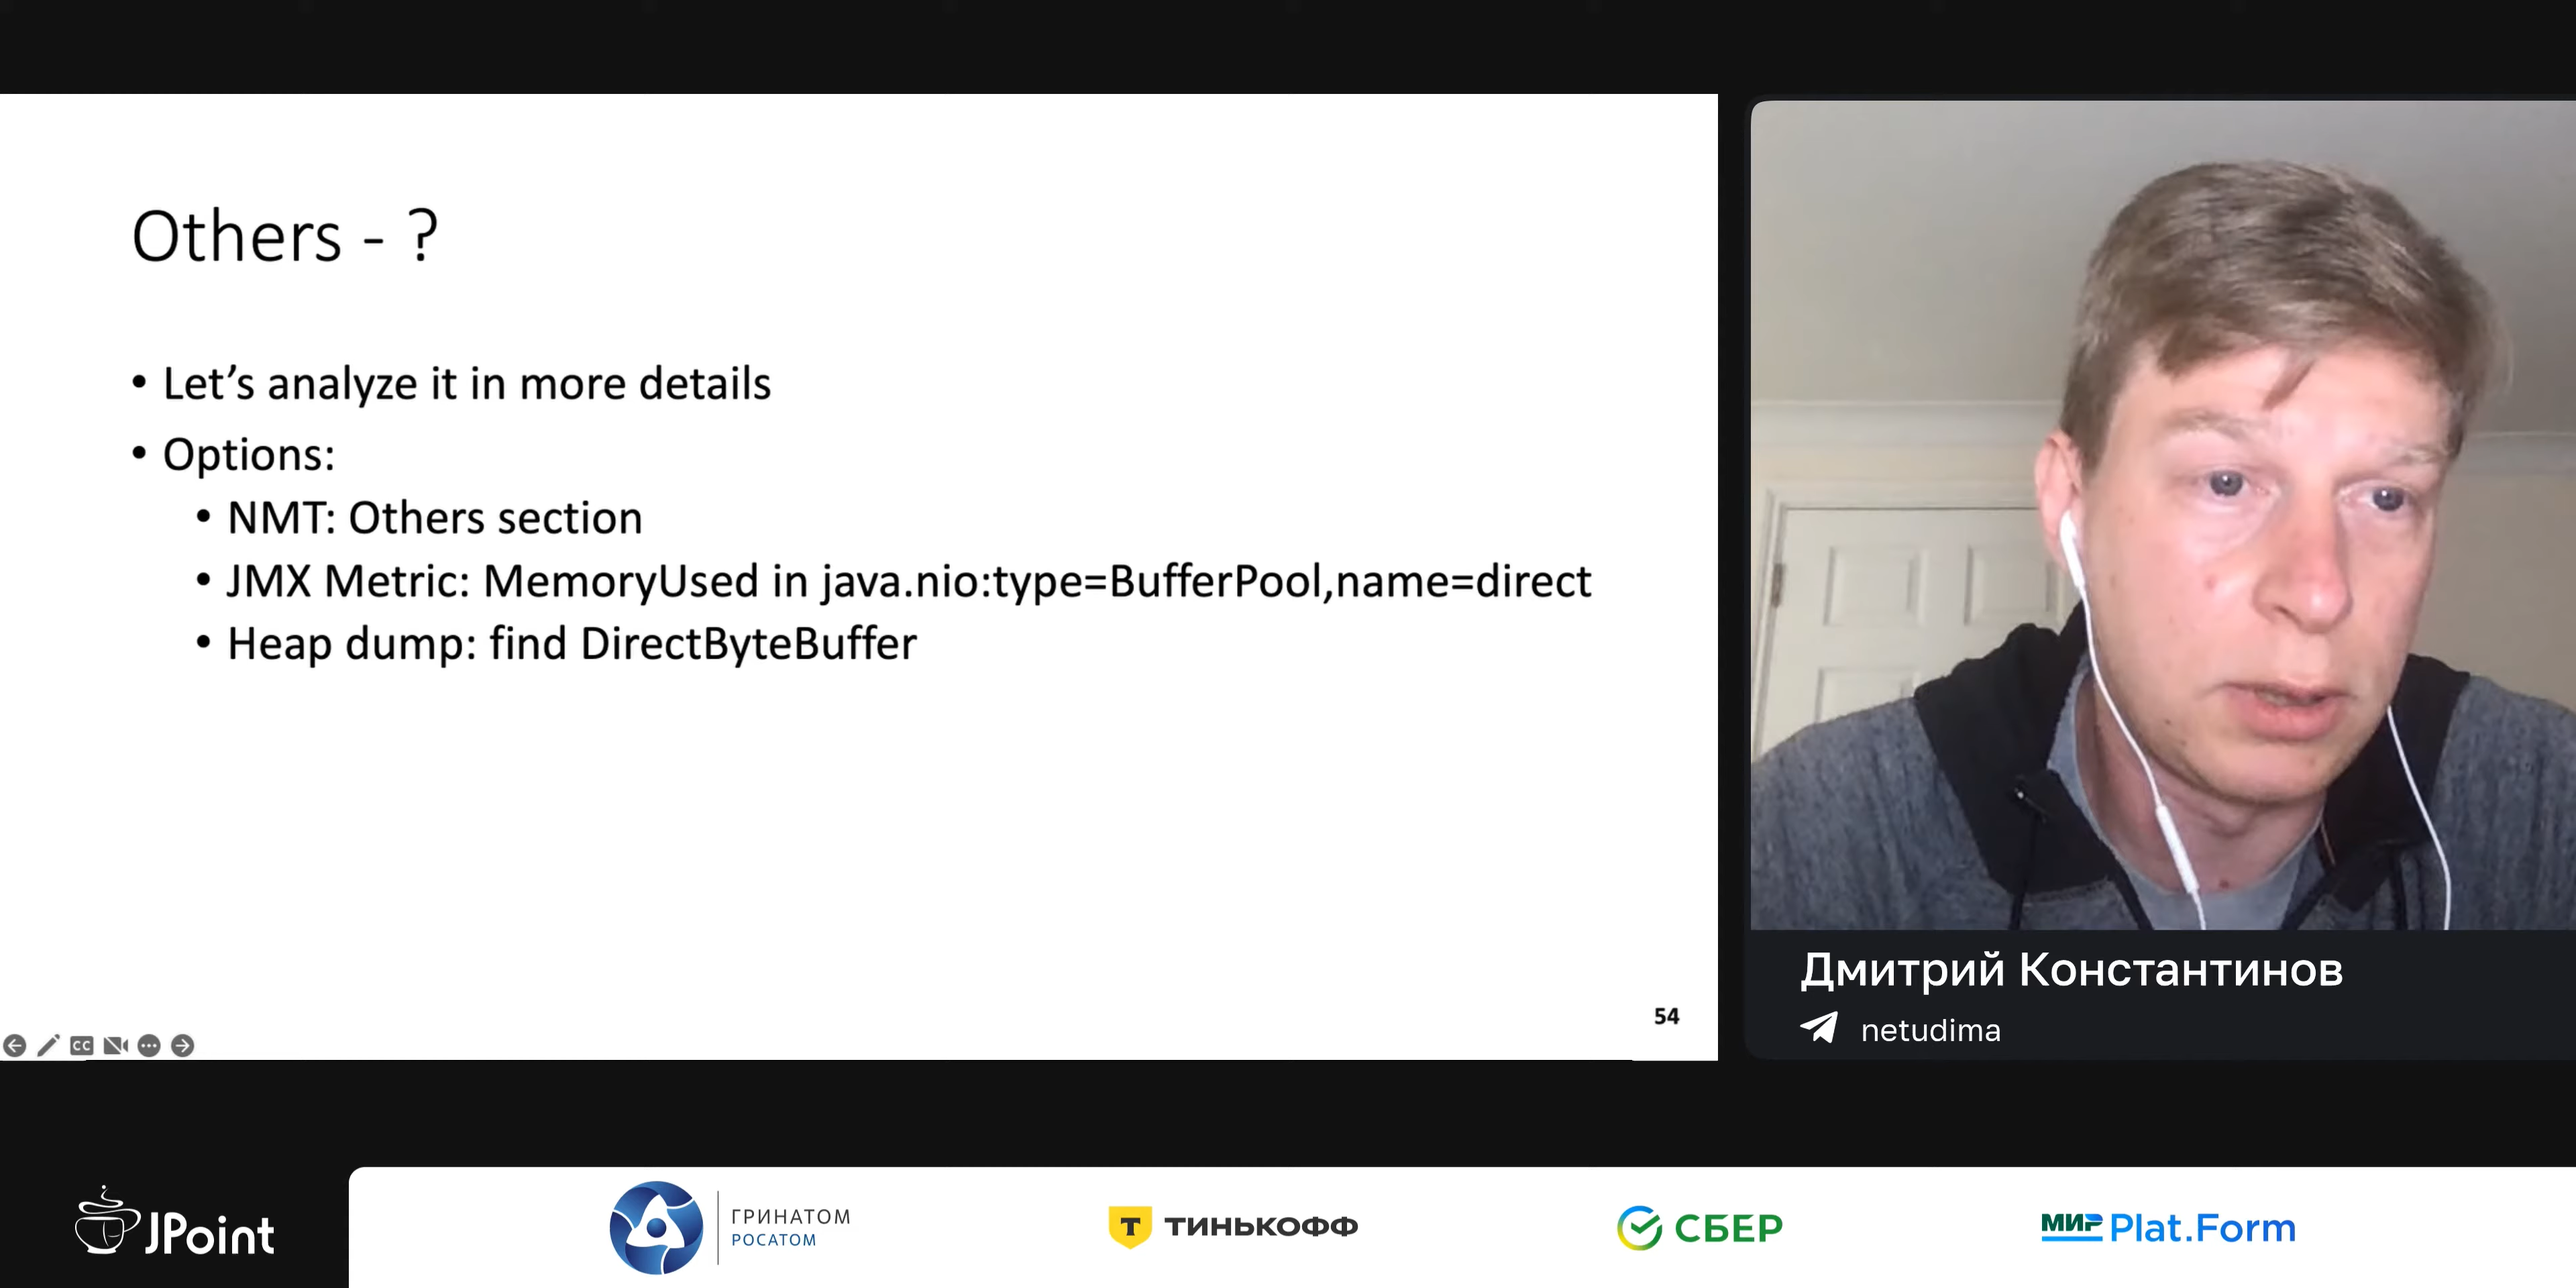 Others - ?
• Let’s analyze it in more details
• Options:
• NMT: Others section
• JMX Metric: MemoryUsed in java.nio:type=BufferPool,name=direct
• Heap dump: find DirectByteBuffer
54
CC
Дмитрий Константинов
netudima
JPoint
ГРИНАТОМ
РОСАТОМ
Т ТИНЬКОФФ
СБЕР
МИР Plat.Form